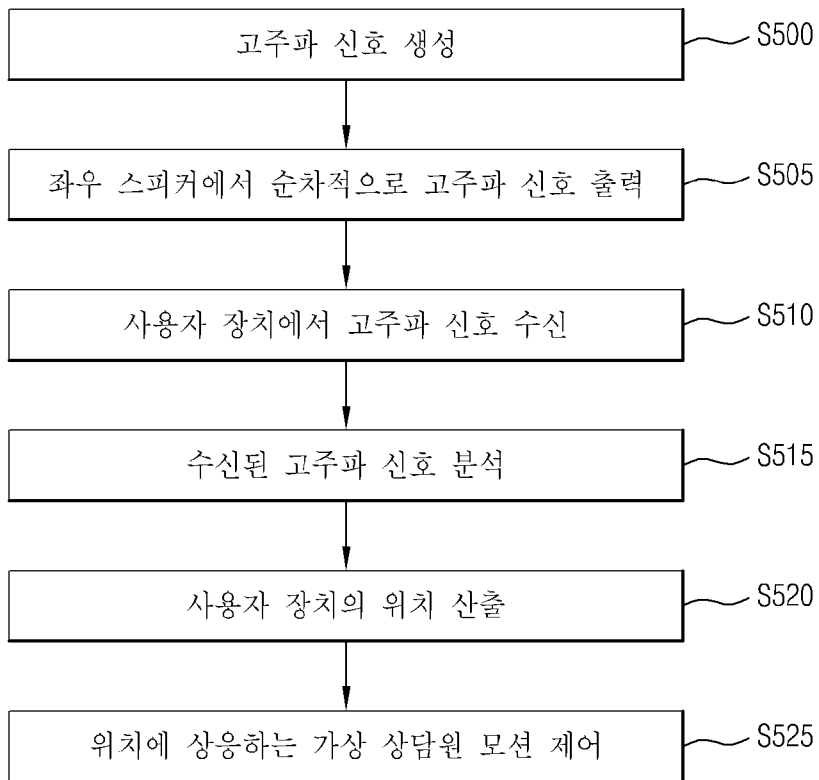 고주파 신호 생성
S500
좌우 스피커에서 순차적으로 고주파 신호 출력
S505
사용자 장치에서 고주파 신호 수신
S510
수신된 고주파 신호 분석
S515
사용자 장치의 위치 산출
S520
위치에 상응하는 가상 상담원 모션 제어
S525